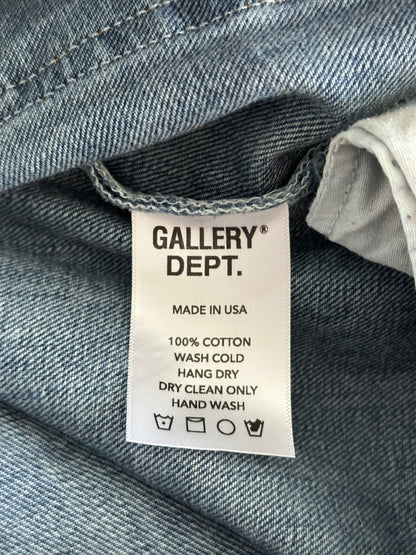 GALLERY®
DEPT.
MADE IN USA
100% COTTON
WASH COLD
HANG DRY
DRY CLEAN ONLY
HAND WASH